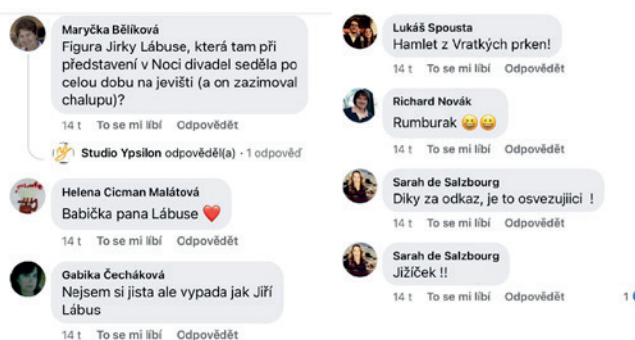 Maryčka Bělíková
Figura Jirky Lábuse, která tam při
představení v Noci divadel seděla po
celou dobu na jevišti (a on zazimoval
chalupu)?
14 t To se mi líbí Odpovědět
Studio Ypsilon odpověděl(a) · 1 odpověď
Helena Cicman Malátová
Babička pana Lábuse ❤️
14 t To se mi líbí Odpovědět
Gabika Čecháková
Nejsem si jista ale vypada jak Jiří
Lábus
14 t To se mi líbí Odpovědět
Lukáš Spousta
Hamlet z Vratkých prken!
14 t To se mi líbí Odpovědět
Richard Novák
Rumburak 😀😀
14 t To se mi líbí Odpovědět
Sarah de Salzbourg
Diky za odkaz, je to osvezujiici !
14 t To se mi líbí Odpovědět
Sarah de Salzbourg
Jižíček !!
14 t To se mi líbí Odpovědět 1